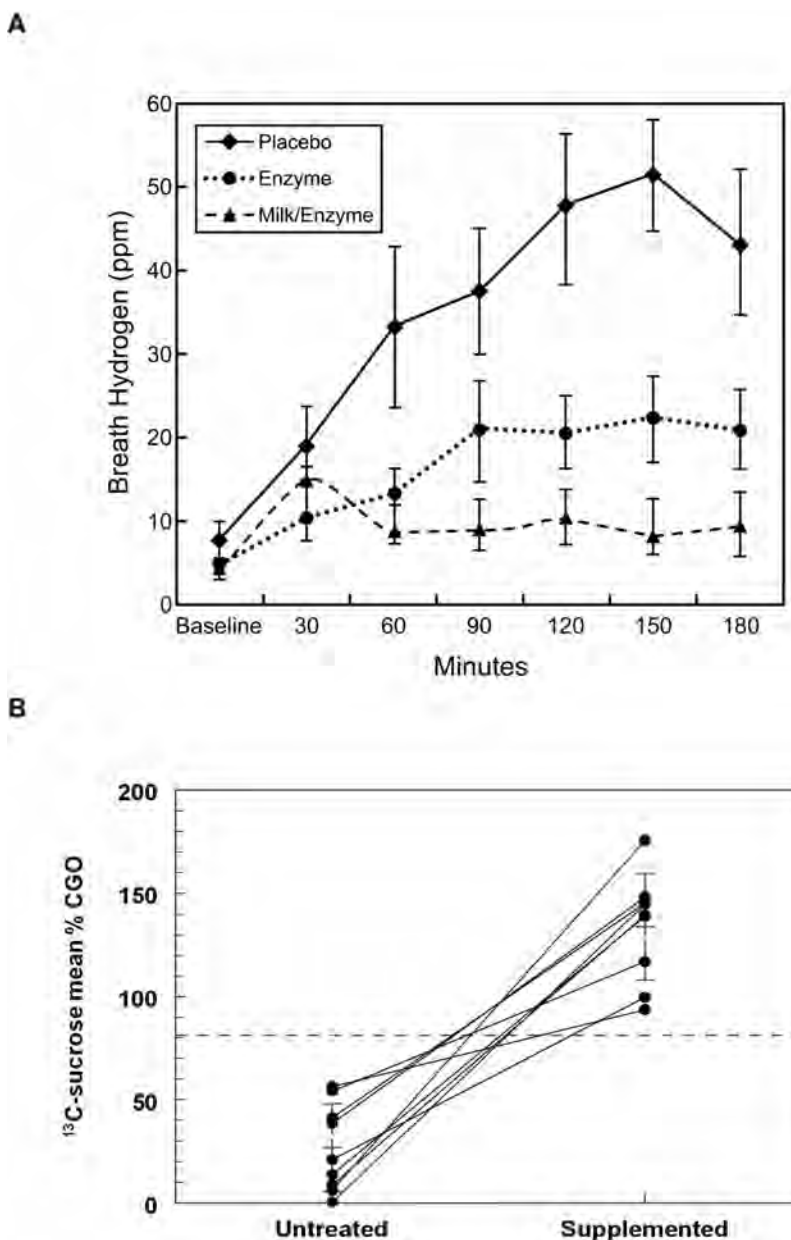 A
60
50
40
30
20
10
0
Breath Hydrogen (ppm)
Placebo
Enzyme
Milk/Enzyme
Baseline 30 60 90 120 150 180
Minutes
B
200
150
100
50
0
¹³C-sucrose mean % CGO
Untreated Supplemented